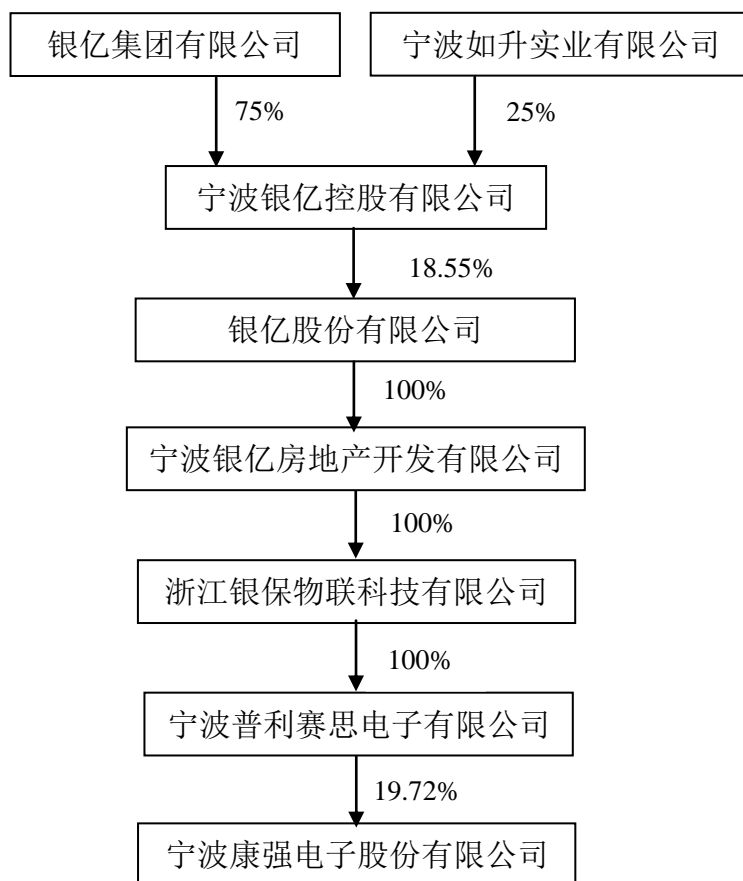 银亿集团有限公司
宁波如升实业有限公司
75%
25%
宁波银亿控股有限公司
18.55%
银亿股份有限公司
100%
宁波银亿房地产开发有限公司
100%
浙江银保物联科技有限公司
100%
宁波普利赛思电子有限公司
19.72%
宁波康强电子股份有限公司